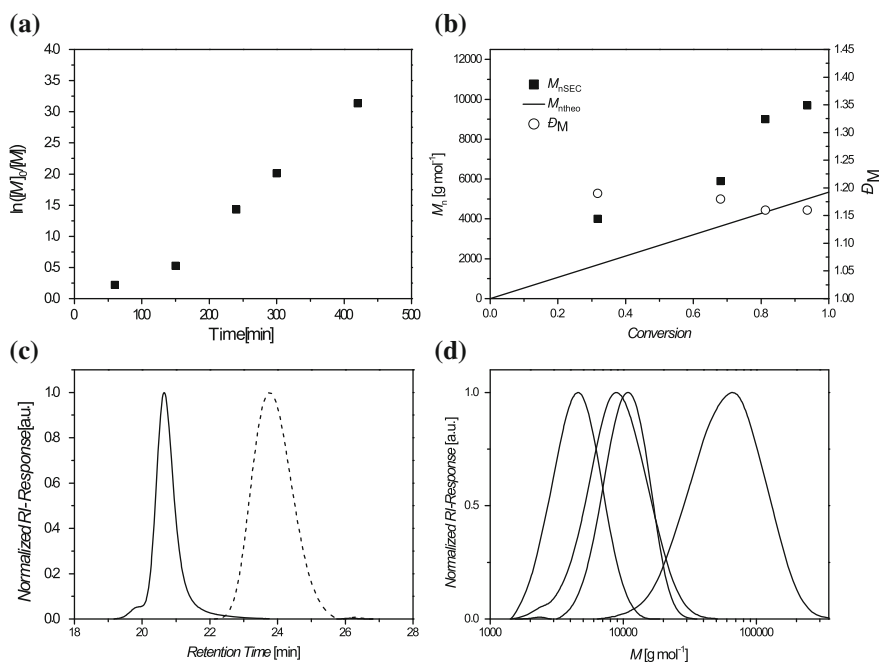 (a)
4.0
3.5
3.0
2.5
2.0
1.5
1.0
0.5
0.0
ln([M]0/[M])
0 100 200 300 400 500
Time[min]
(b)
12000
10000
8000
6000
4000
2000
0
Mn [g mol-1]
MnSEC
Mntheo
ĐM
1.45
1.40
1.35
1.30
1.25
1.20
1.15
1.10
1.05
1.00
ĐM
0.0 0.2 0.4 0.6 0.8 1.0
Conversion
(c)
1.0
0.8
0.6
0.4
0.2
0.0
Normalized RI-Response[a.u.]
18 20 22 24 26 28
Retention Time [min]
(d)
1.0
0.5
0.0
Normalized RI-Response [a.u.]
1000 10000 100000
M [g mol-1]